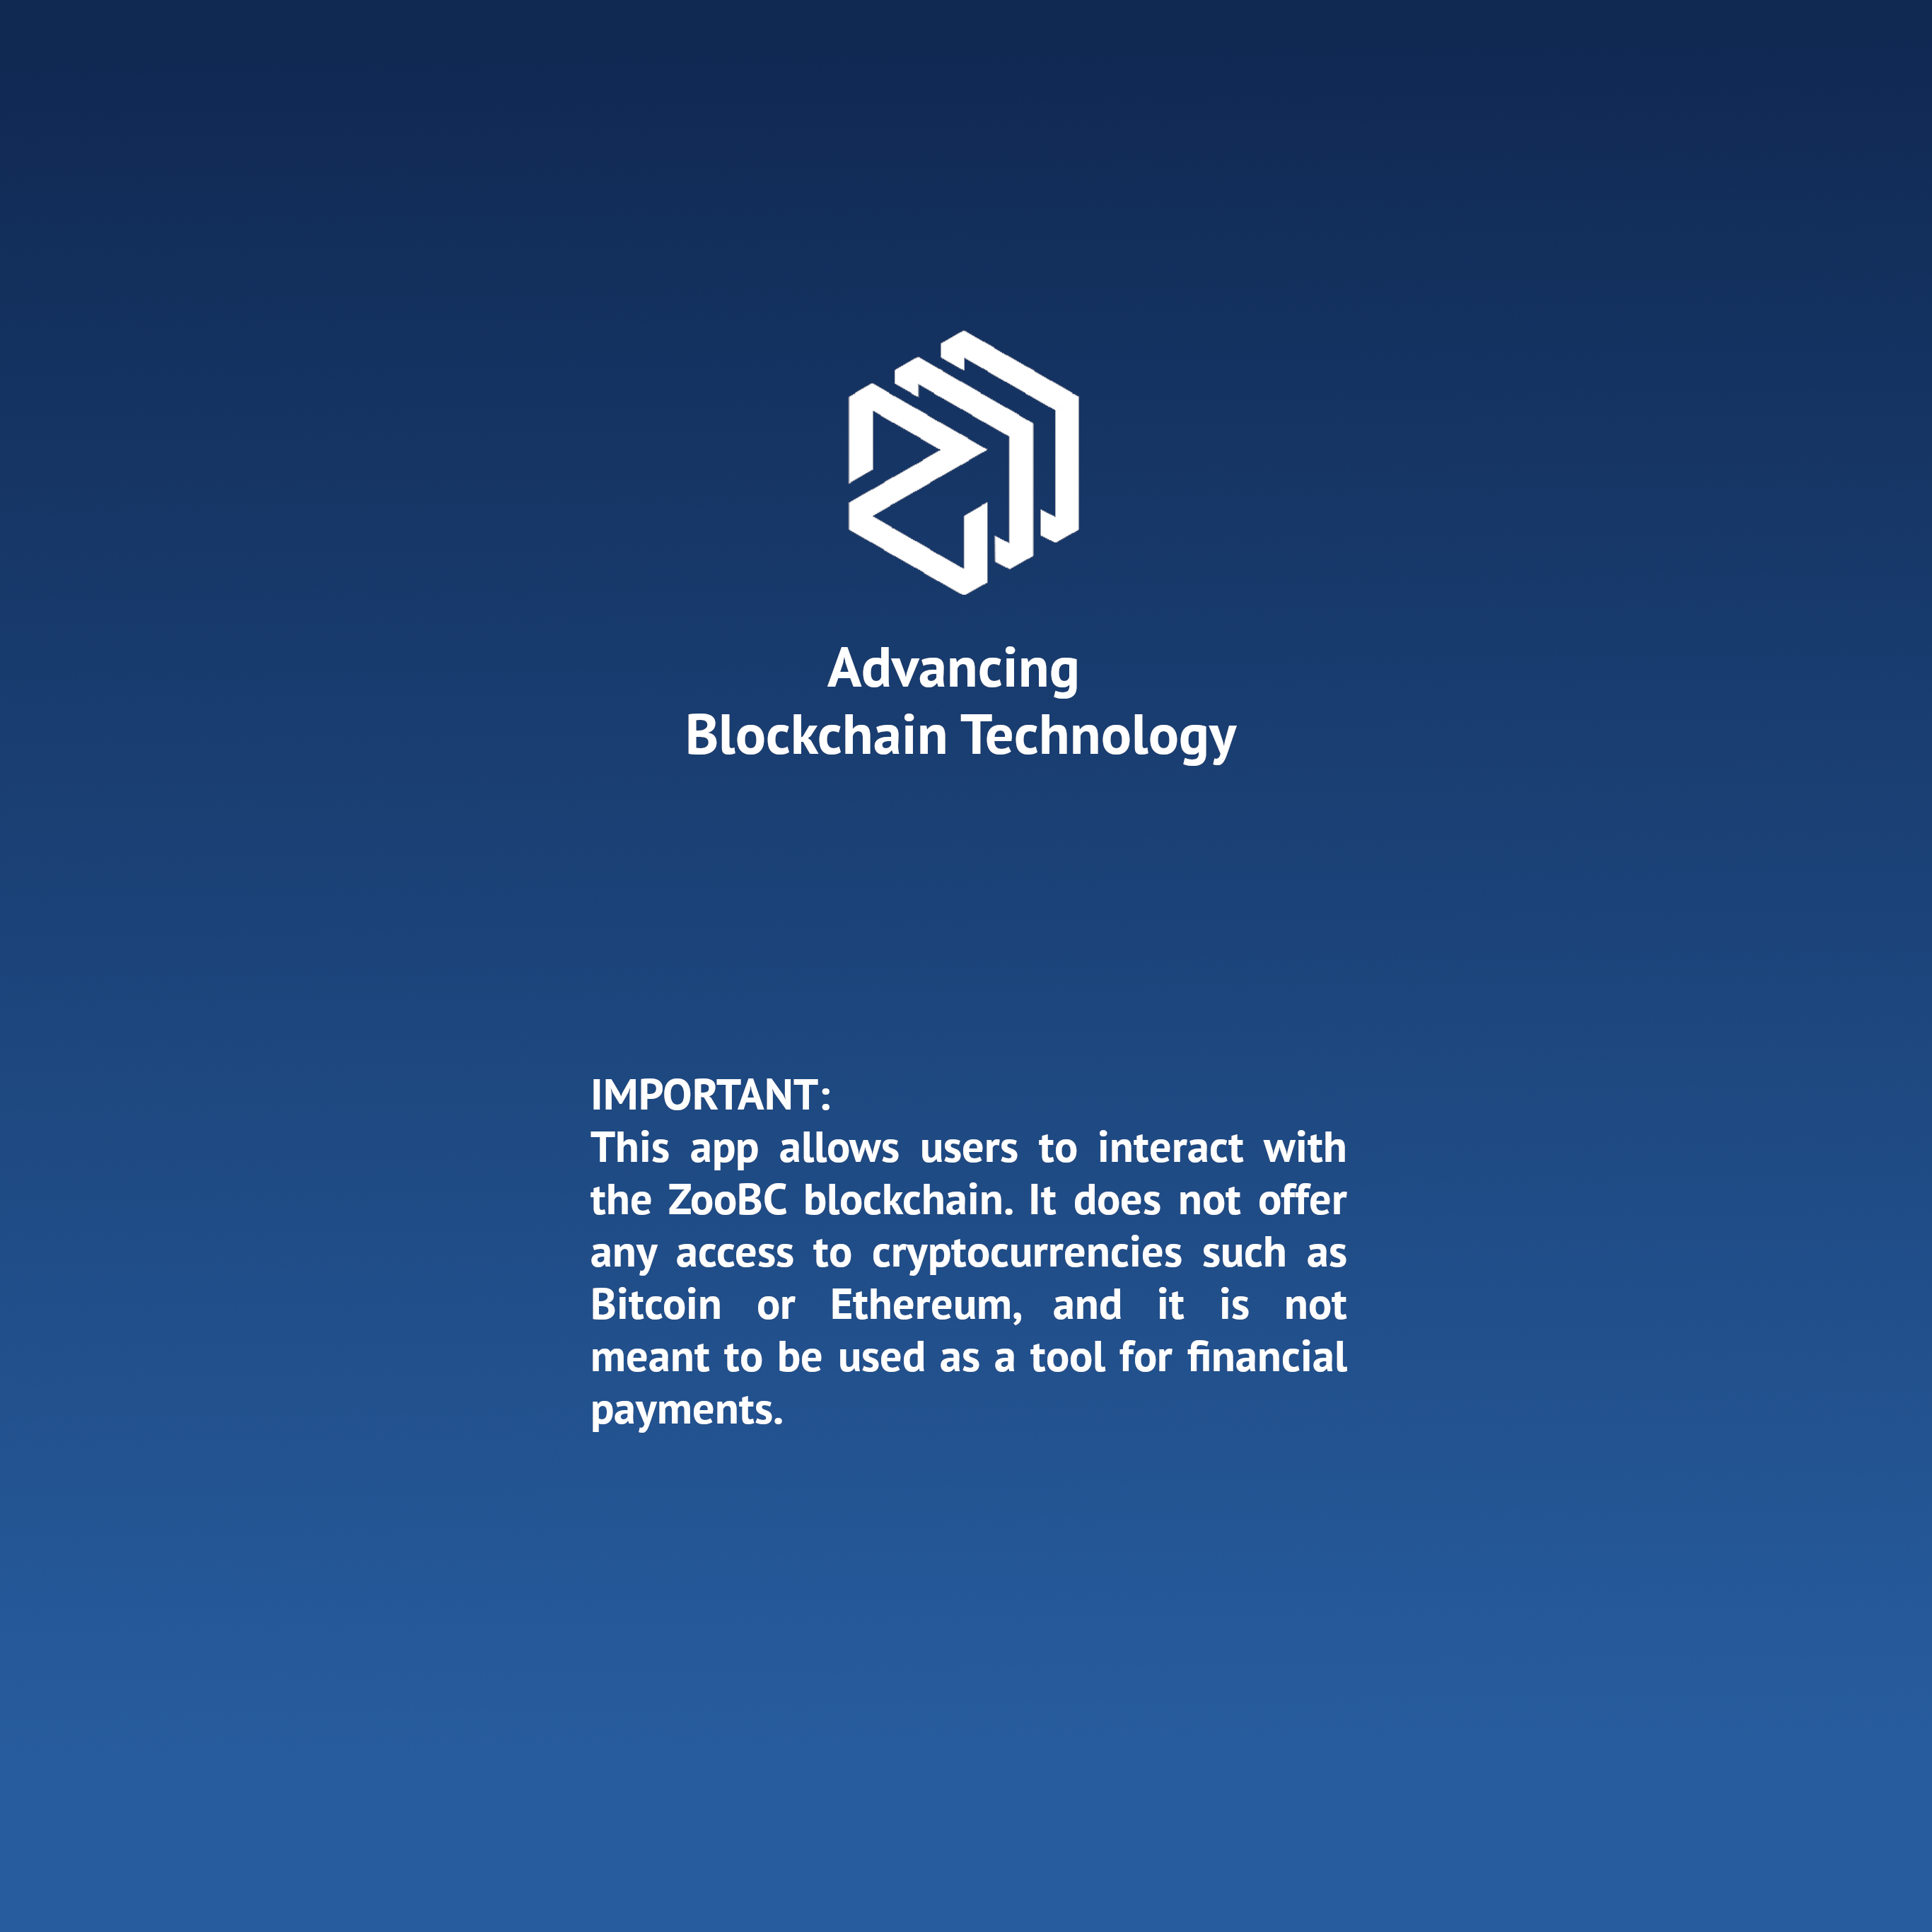 Advancing
Blockchain Technology
IMPORTANT:
This app allows users to interact with
the ZooBC blockchain. It does not offer
any access to cryptocurrencies such as
Bitcoin or Ethereum, and it is not
meant to be used as a tool for financial
payments.